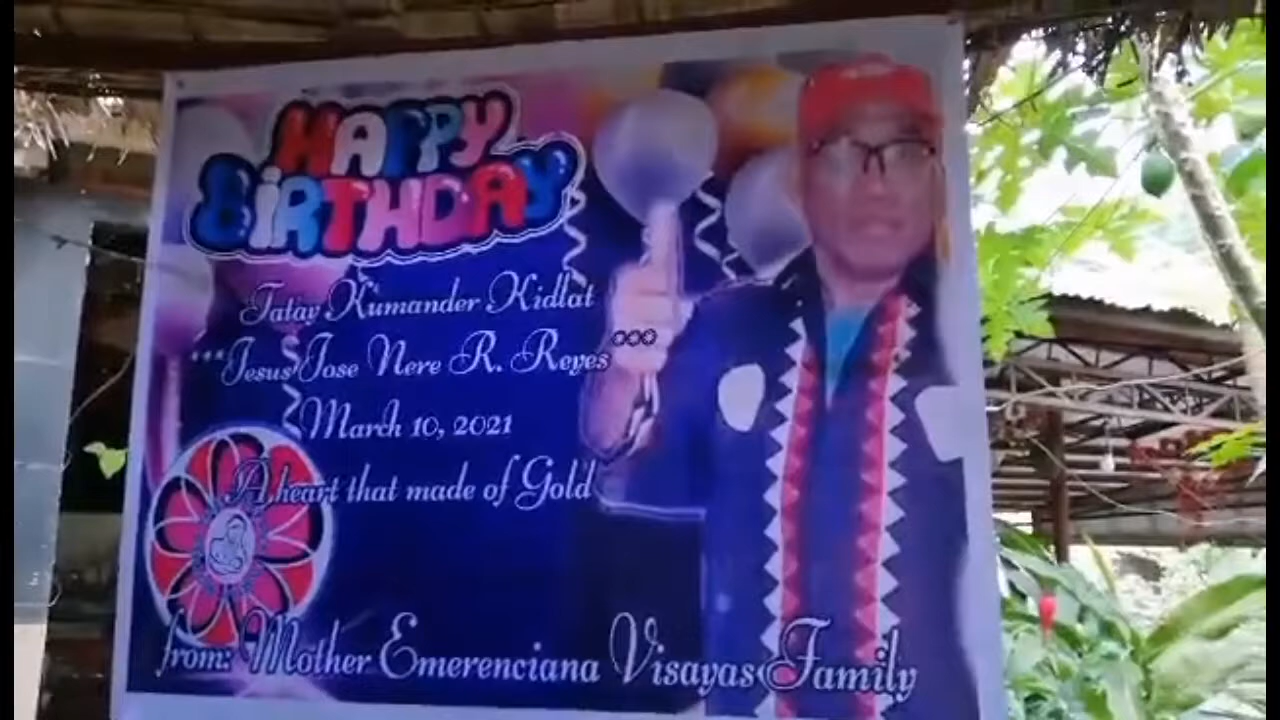 HAPPY
BiRTHDAY
Tatay Kumander Kidlat
***Jesus Jose Nere R. Reyes***
March 10, 2021
A heart that made of Gold
from: Mother Emerenciana Visayas Family